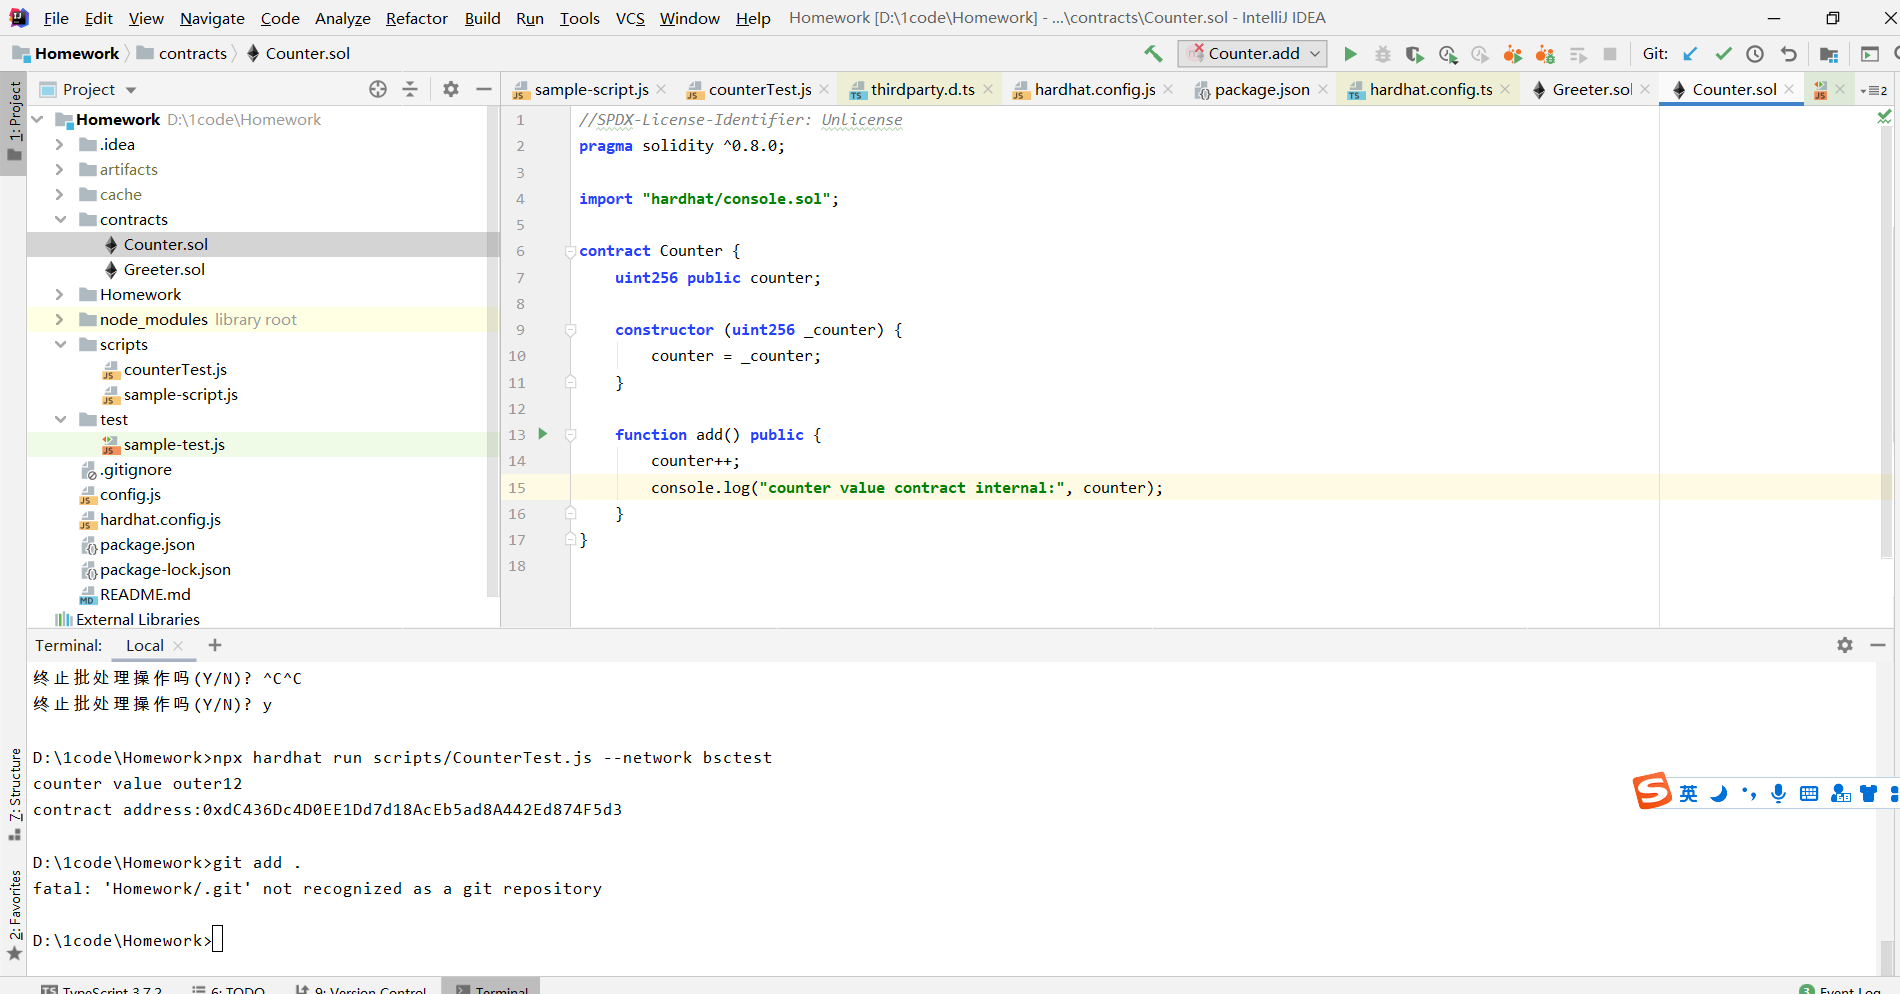 File Edit View Navigate Code Analyze Refactor Build Run Tools VCS Window Help Homework [D:\1code\Homework] - ...\contracts\Counter.sol - IntelliJ IDEA
Homework contracts Counter.sol Counter.add Git:
1: Project
Project
sample-script.js counterTest.js thirdparty.d.ts hardhat.config.js package.json hardhat.config.ts Greeter.sol Counter.sol 2
Homework D:\1code\Homework
.idea
artifacts
cache
contracts
Counter.sol
Greeter.sol
Homework
node_modules library root
scripts
counterTest.js
sample-script.js
test
sample-test.js
.gitignore
config.js
hardhat.config.js
package.json
package-lock.json
README.md
External Libraries
1 //SPDX-License-Identifier: Unlicense
2 pragma solidity ^0.8.0;
3
4 import "hardhat/console.sol";
5
6 contract Counter {
7 uint256 public counter;
8
9 constructor (uint256 _counter) {
10 counter = _counter;
11 }
12
13 function add() public {
14 counter++;
15 console.log("counter value contract internal:", counter);
16 }
17 }
18
Terminal: Local
终止批处理操作吗(Y/N)? ^C^C
终止批处理操作吗(Y/N)? y
D:\1code\Homework>npx hardhat run scripts/CounterTest.js --network bsctest
counter value outer12
contract address:0xdC436Dc4D0EE1Dd7d18AcEb5ad8A442Ed874F5d3
D:\1code\Homework>git add .
fatal: 'Homework/.git' not recognized as a git repository
D:\1code\Homework>
7: Structure
2: Favorites
英
TypeScript 3.7.2 6: TODO 9: Version Control Terminal 3 Event Log